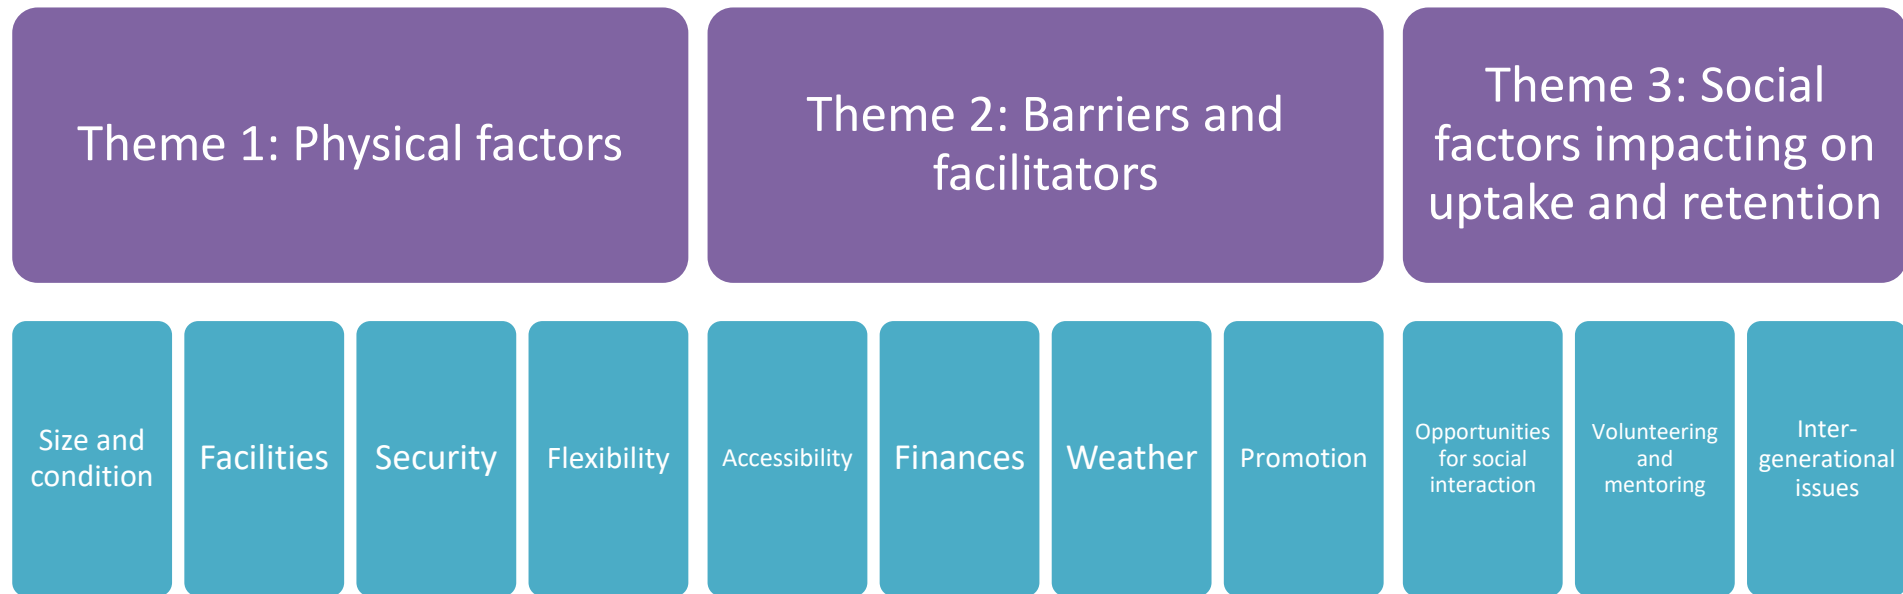 Theme 1: Physical factors
Theme 2: Barriers and
facilitators
Theme 3: Social
factors impacting on
uptake and retention
Size and
condition
Facilities
Security
Flexibility
Accessibility
Finances
Weather
Promotion
Opportunities
for social
interaction
Volunteering
and
mentoring
Inter-
generational
issues